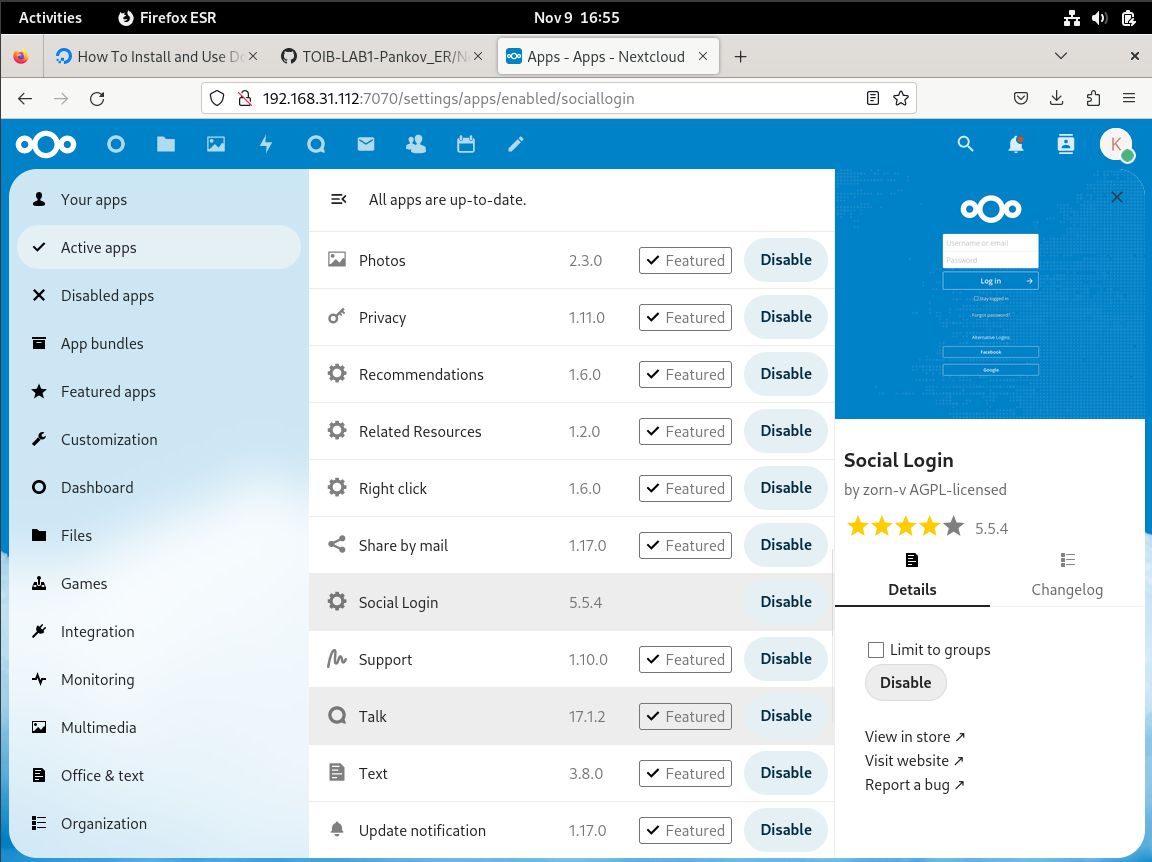 Activities Firefox ESR Nov 9 16:55
How To Install and Use Do
TOIB-LAB1-Pankov_ER/N
Apps - Apps - Nextcloud
192.168.31.112:7070/settings/apps/enabled/sociallogin
K
Your apps
Active apps
Disabled apps
App bundles
Featured apps
Customization
Dashboard
Files
Games
Integration
Monitoring
Multimedia
Office & text
Organization
All apps are up-to-date.
Photos 2.3.0 Featured Disable
Privacy 1.11.0 Featured Disable
Recommendations 1.6.0 Featured Disable
Related Resources 1.2.0 Featured Disable
Right click 1.6.0 Featured Disable
Share by mail 1.17.0 Featured Disable
Social Login 5.5.4 Disable
Support 1.10.0 Featured Disable
Talk 17.1.2 Featured Disable
Text 3.8.0 Featured Disable
Update notification 1.17.0 Featured Disable
Username or email
Password
Log in
Stay logged in
Forgot password?
Alternative Logins
Facebook
Google
Social Login
by zorn-v AGPL-licensed
5.5.4
Details Changelog
Limit to groups
Disable
View in store ↗
Visit website ↗
Report a bug ↗